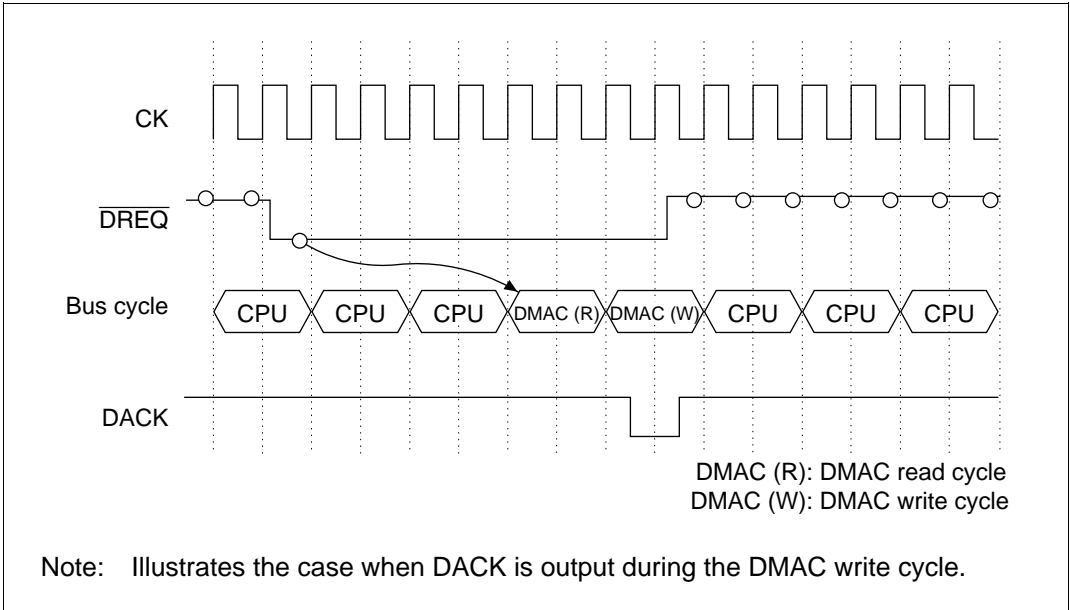 CK
DREQ
Bus cycle CPU CPU CPU DMAC (R) DMAC (W) CPU CPU CPU
DACK
DMAC (R): DMAC read cycle
DMAC (W): DMAC write cycle
Note: Illustrates the case when DACK is output during the DMAC write cycle.